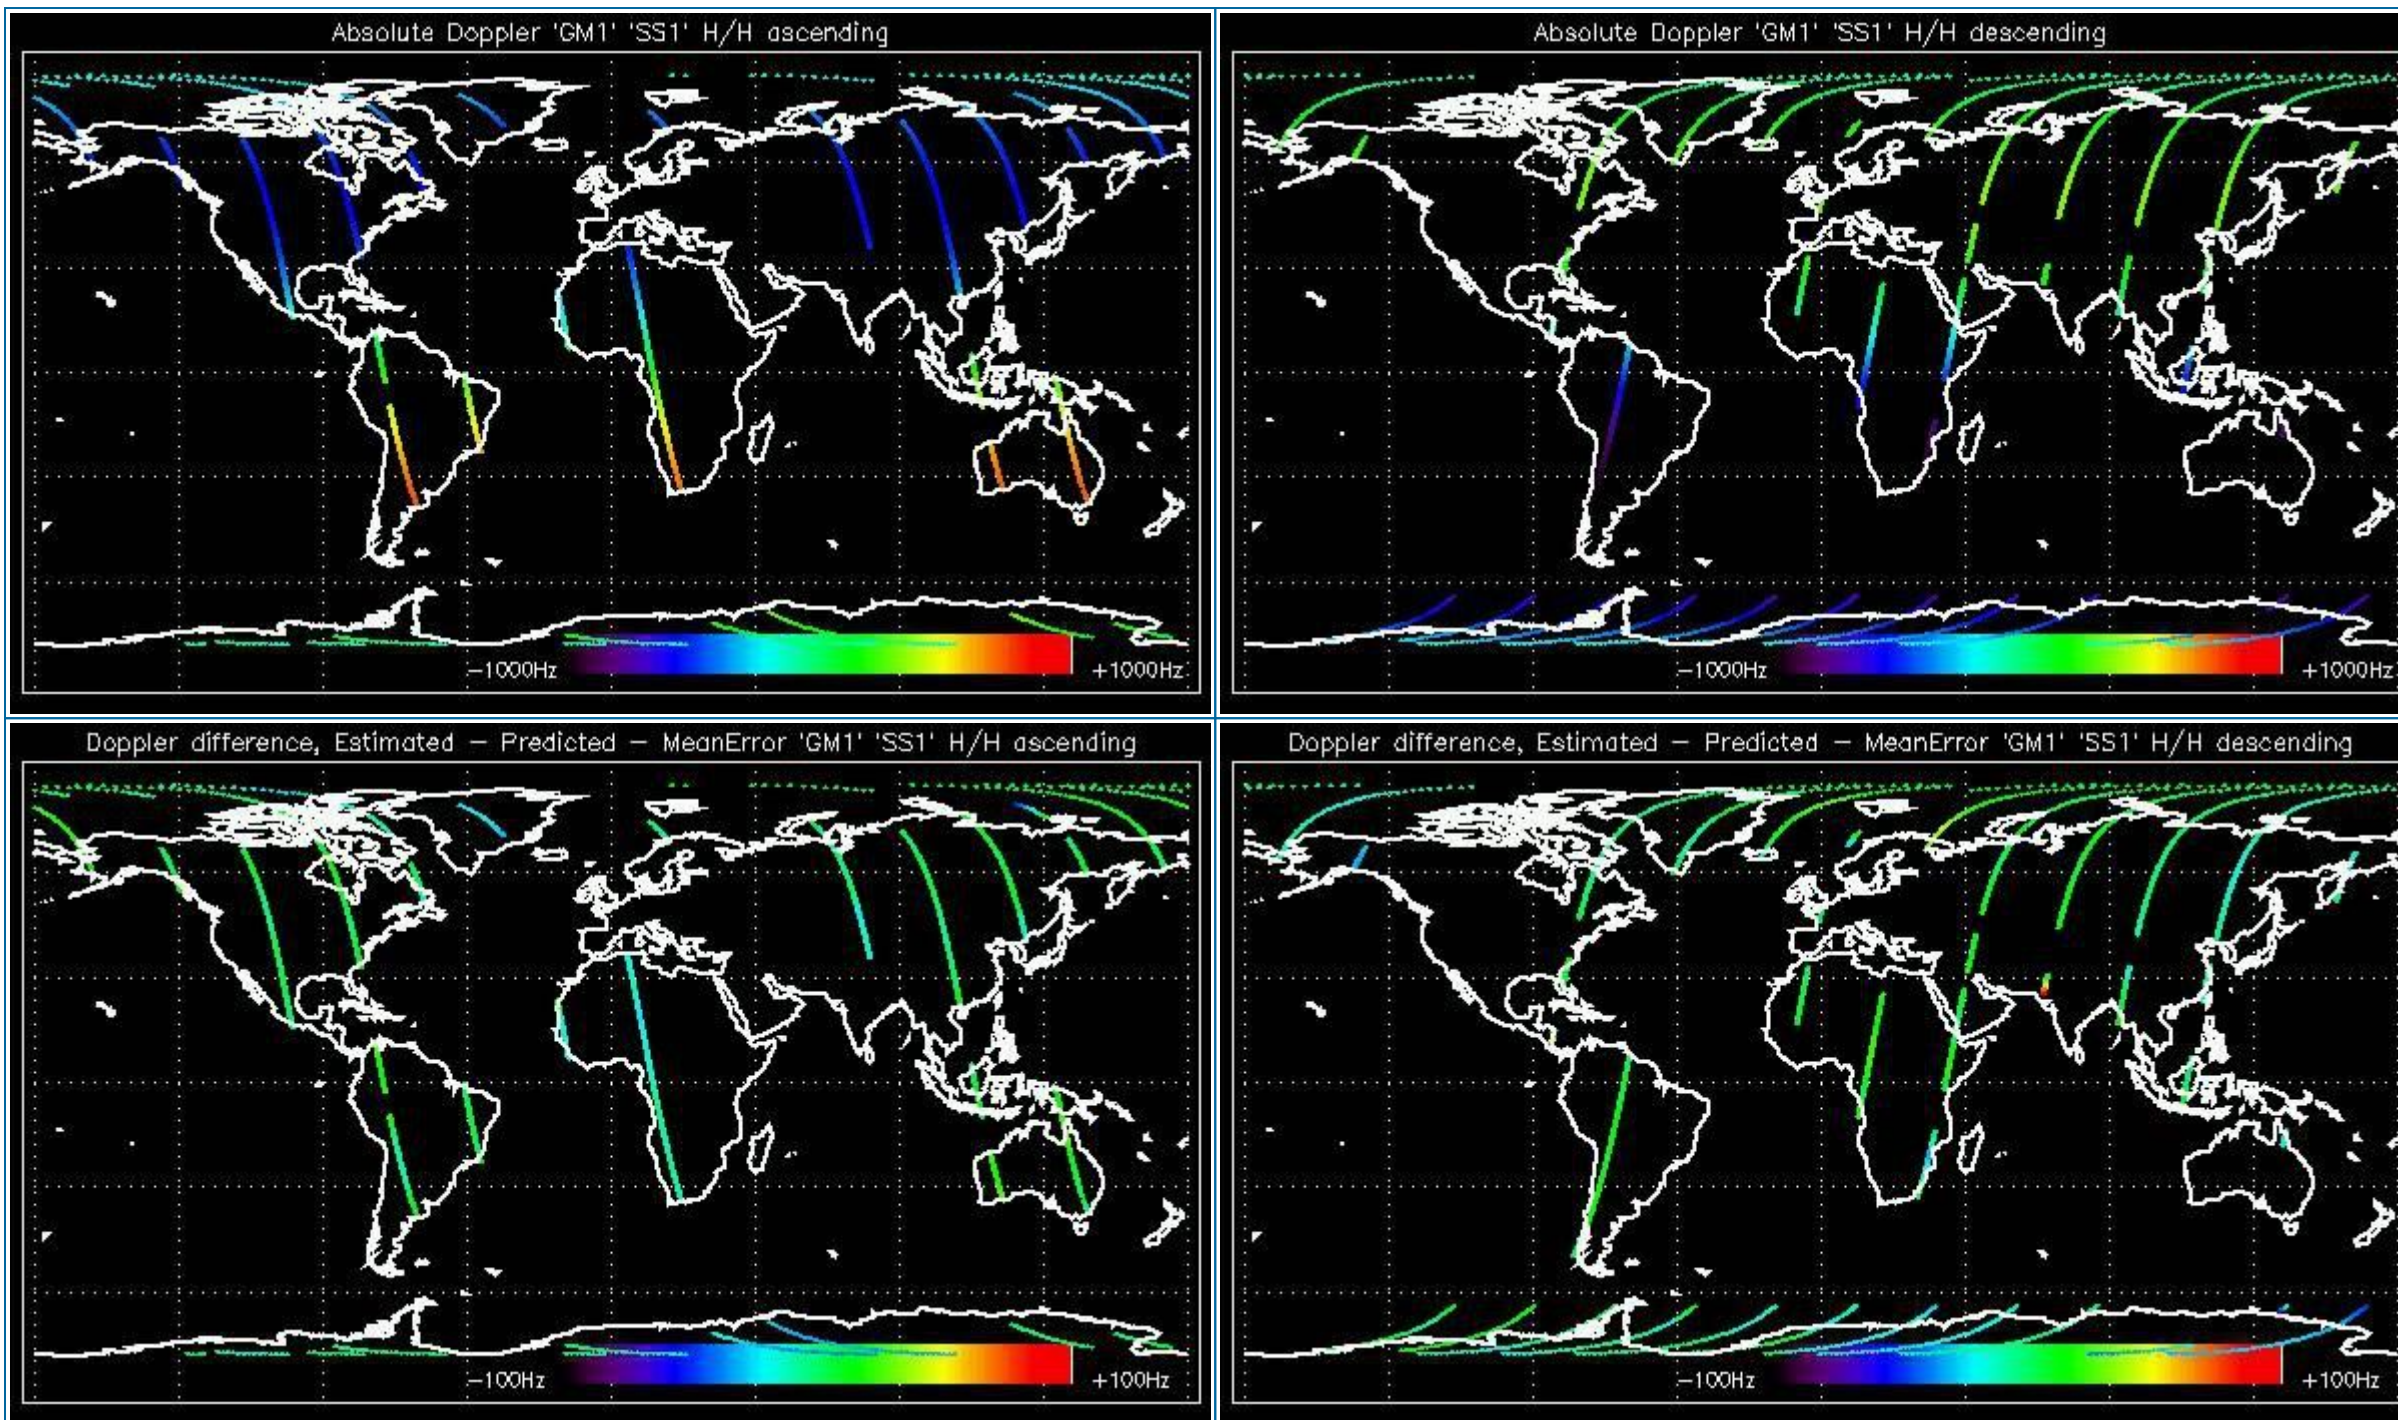 Absolute Doppler 'GM1' 'SS1' H/H ascending
-1000Hz
+1000Hz
Absolute Doppler 'GM1' 'SS1' H/H descending
-1000Hz
+1000Hz
Doppler difference, Estimated - Predicted - MeanError 'GM1' 'SS1' H/H ascending
-100Hz
+100Hz
Doppler difference, Estimated - Predicted - MeanError 'GM1' 'SS1' H/H descending
-100Hz
+100Hz